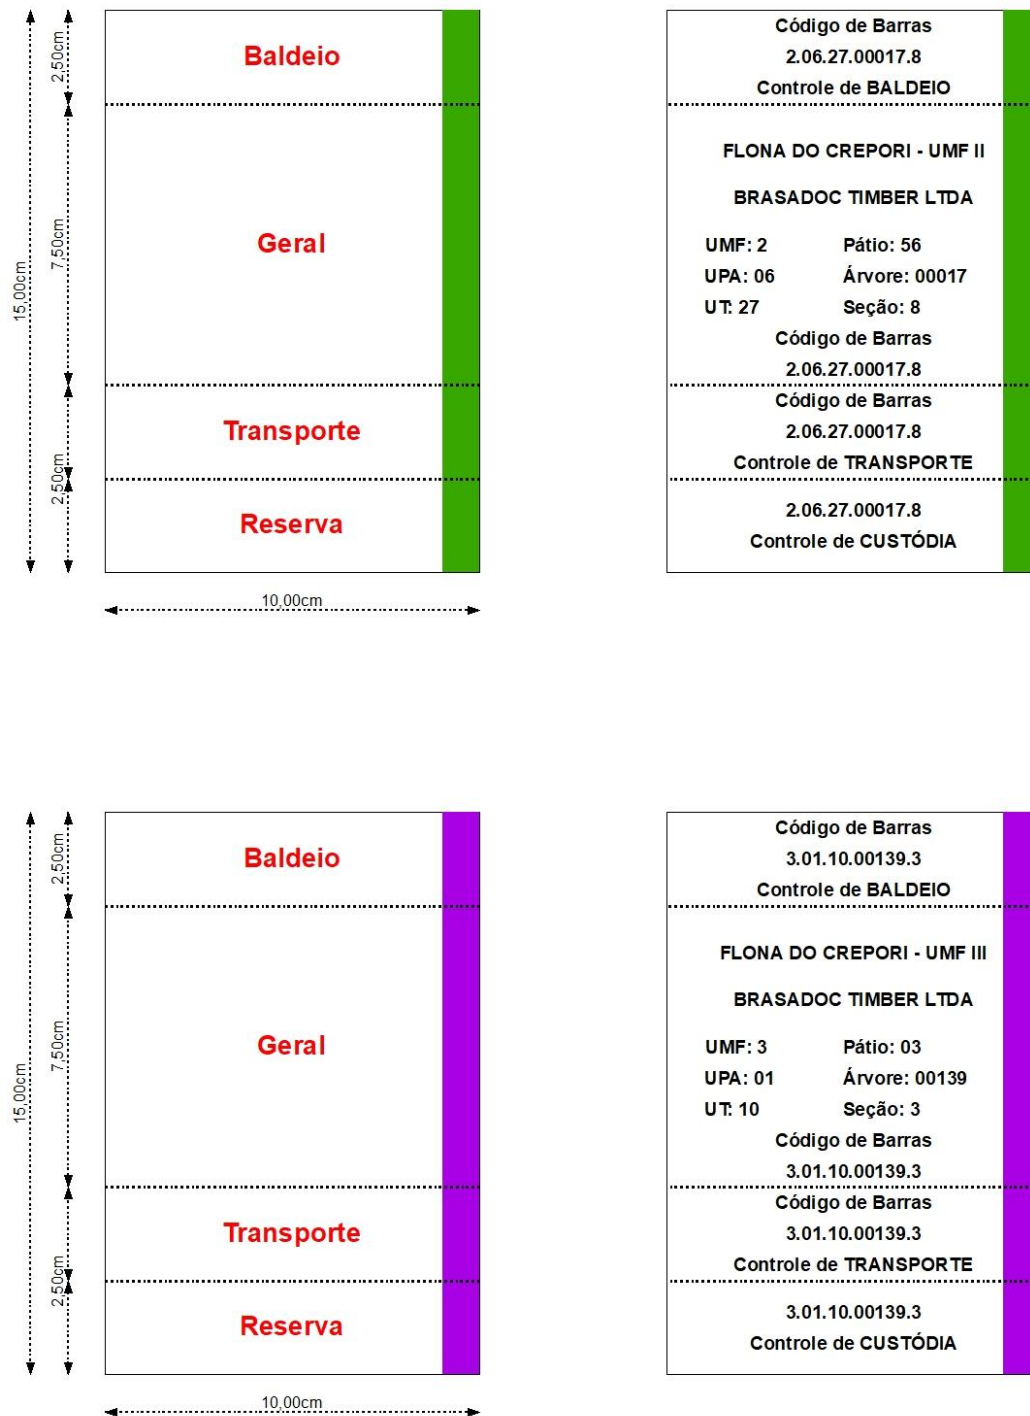 2,50cm
7,50cm
15,00cm
2,50cm
Baldeio
Geral
Transporte
Reserva
10,00cm
Código de Barras
2.06.27.00017.8
Controle de BALDEIO
FLONA DO CREPORI - UMF II
BRASADOC TIMBER LTDA
UMF: 2 Pátio: 56
UPA: 06 Árvore: 00017
UT: 27 Seção: 8
Código de Barras
2.06.27.00017.8
Código de Barras
2.06.27.00017.8
Controle de TRANSPORTE
2.06.27.00017.8
Controle de CUSTÓDIA
2,50cm
7,50cm
15,00cm
2,50cm
Baldeio
Geral
Transporte
Reserva
10,00cm
Código de Barras
3.01.10.00139.3
Controle de BALDEIO
FLONA DO CREPORI - UMF III
BRASADOC TIMBER LTDA
UMF: 3 Pátio: 03
UPA: 01 Árvore: 00139
UT: 10 Seção: 3
Código de Barras
3.01.10.00139.3
Código de Barras
3.01.10.00139.3
Controle de TRANSPORTE
3.01.10.00139.3
Controle de CUSTÓDIA